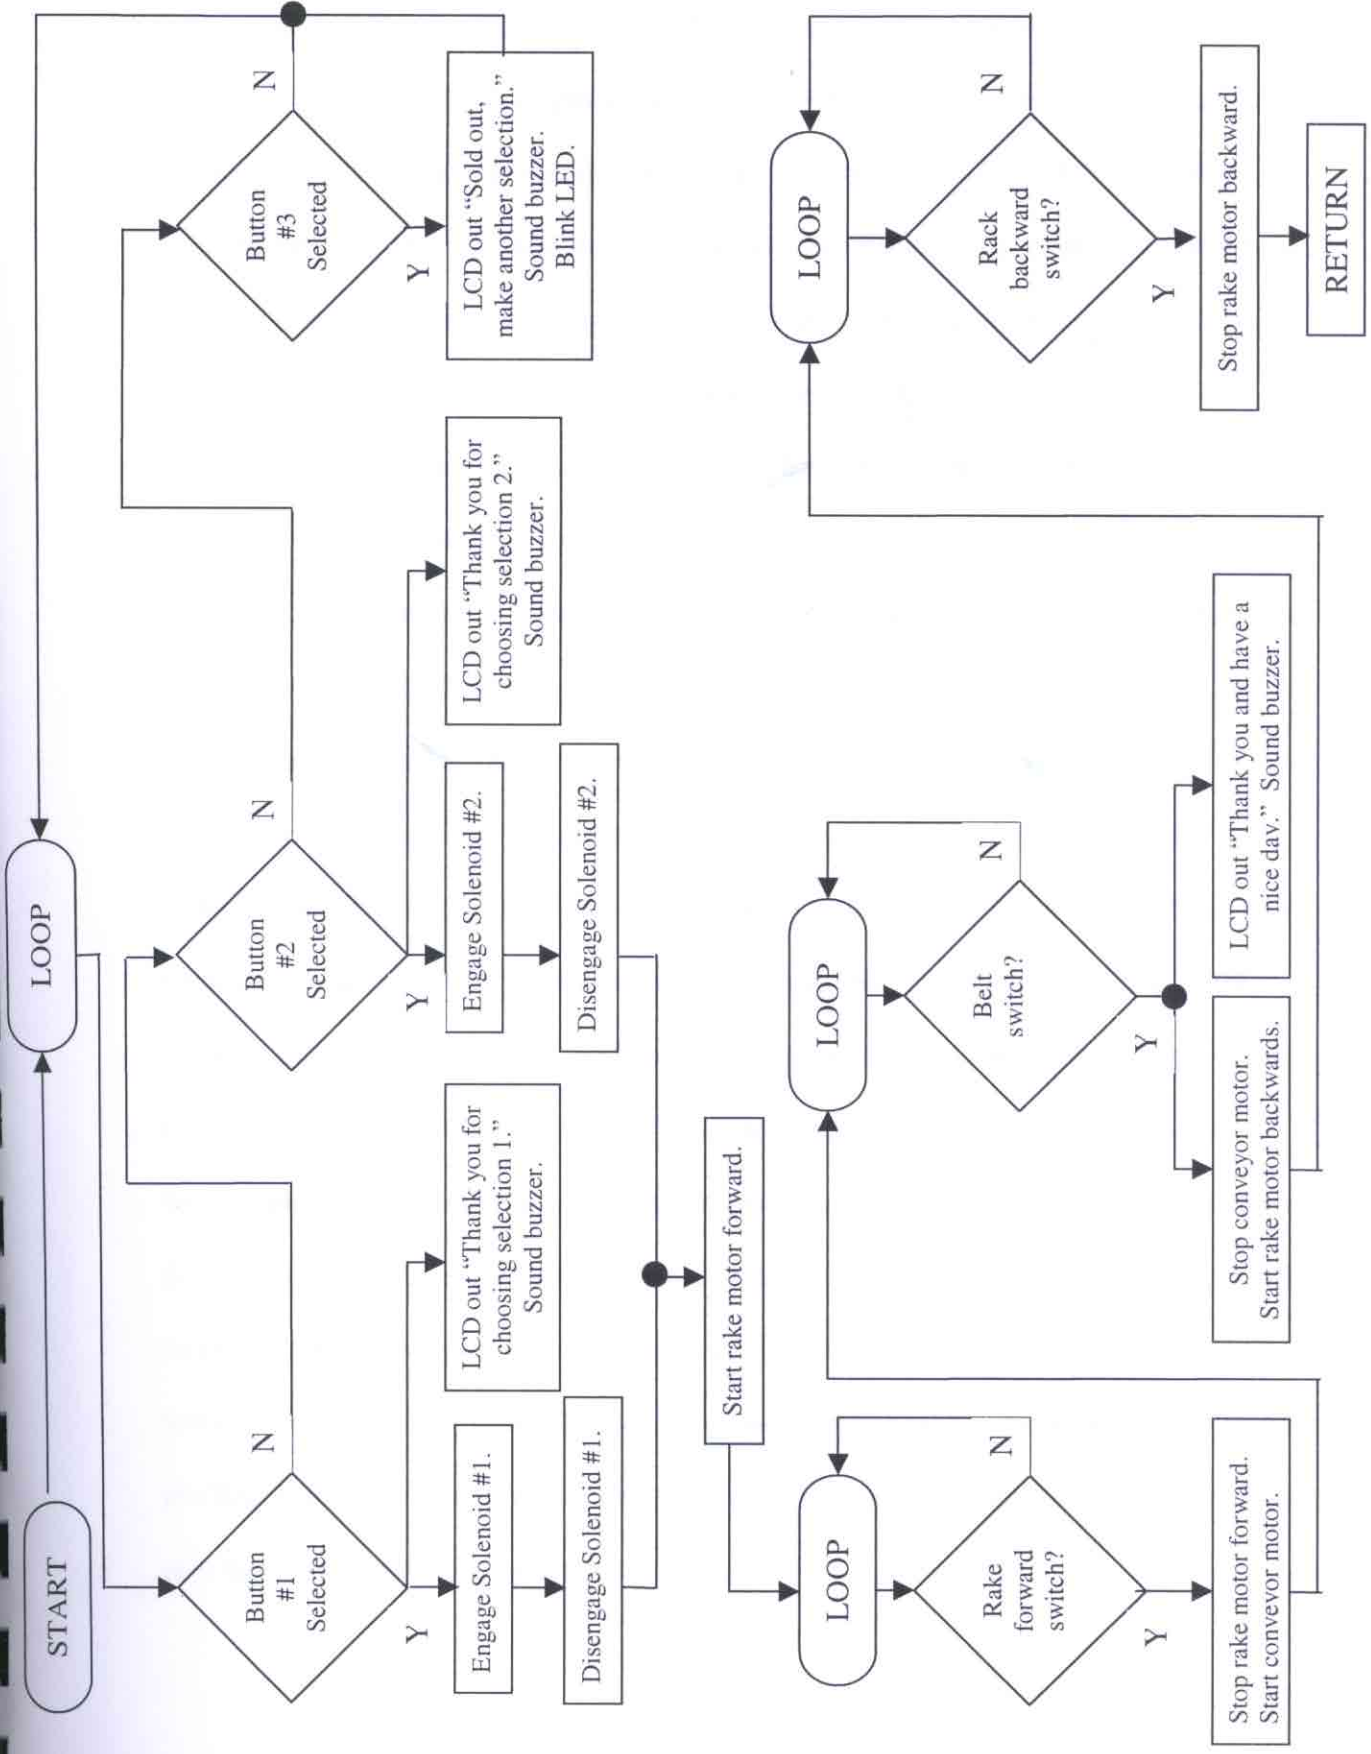 START
LOOP
Button
#1
Selected
N
Y
Engage Solenoid #1.
Disengage Solenoid #1.
LCD out “Thank you for
choosing selection 1.”
Sound buzzer.
Button
#2
Selected
N
Y
Engage Solenoid #2.
Disengage Solenoid #2.
LCD out “Thank you for
choosing selection 2.”
Sound buzzer.
Button
#3
Selected
N
Y
LCD out “Sold out,
make another selection.”
Sound buzzer.
Blink LED.
Start rake motor forward.
LOOP
Rake
forward
switch?
N
Y
Stop rake motor forward.
Start conveyor motor.
LOOP
Belt
switch?
N
Y
Stop conveyor motor.
Start rake motor backwards.
LCD out “Thank you and have a
nice day.” Sound buzzer.
LOOP
Rack
backward
switch?
N
Y
Stop rake motor backward.
RETURN